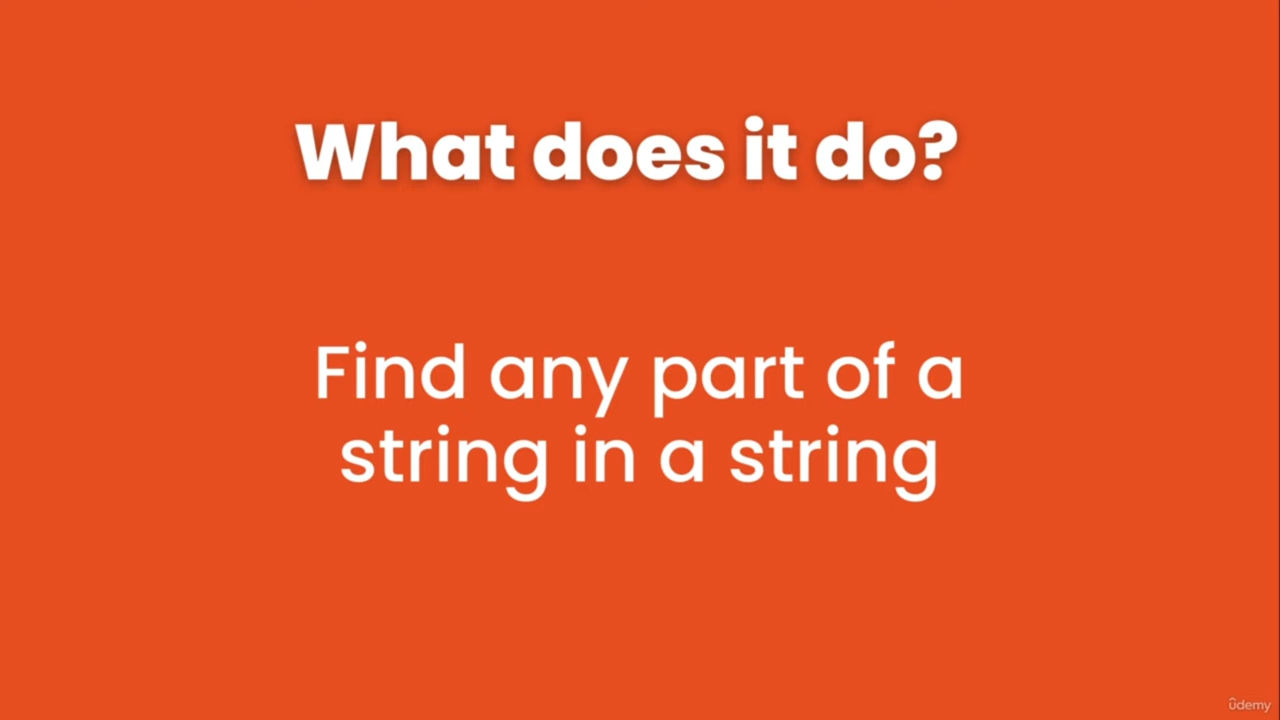 What does it do?
Find any part of a
string in a string
ûdemy